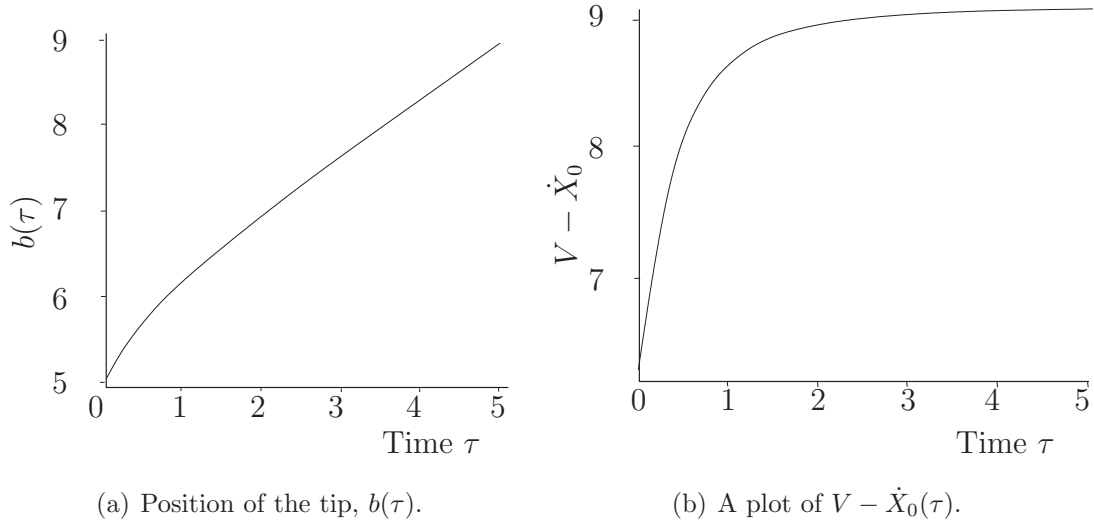 9
8
7
6
5
b(τ)
0 1 2 3 4 5
Time τ
(a) Position of the tip, b(τ).
9
8
7
V − Ẋ₀
0 1 2 3 4 5
Time τ
(b) A plot of V − Ẋ₀(τ).